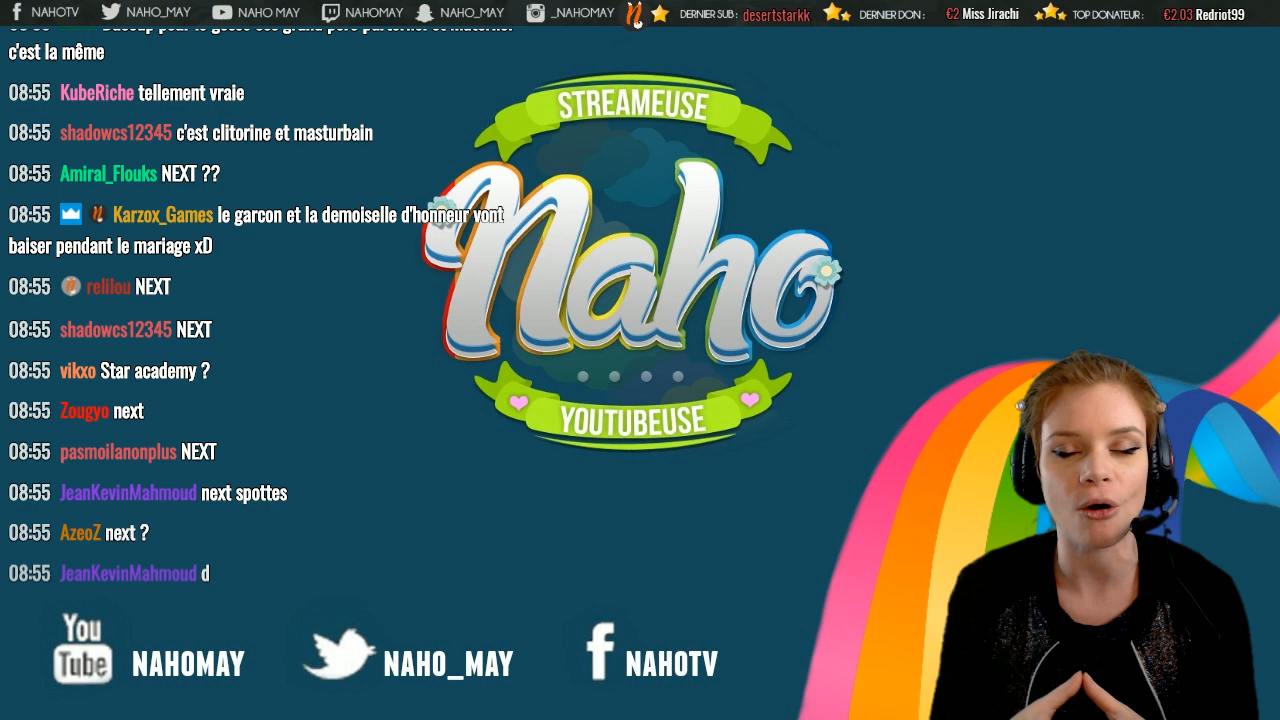 NAHOTV NAHO_MAY NAHO MAY NAHOMAY NAHO_MAY _NAHOMAY DERNIER SUB : desertstarkk DERNIER DON : €2 Miss Jirachi TOP DONATEUR : €2.03 Redriot99
c'est la même
08:55 KubeRiche tellement vraie
08:55 shadowcs12345 c'est clitorine et masturbain
08:55 Amiral_Flouks NEXT ??
08:55 Karzox_Games le garcon et la demoiselle d'honneur vont
baiser pendant le mariage xD
08:55 relilou NEXT
08:55 shadowcs12345 NEXT
08:55 vikxo Star academy ?
08:55 Zougyo next
08:55 pasmoilanonplus NEXT
08:55 JeanKevinMahmoud next spottes
08:55 AzeoZ next ?
08:55 JeanKevinMahmoud d
STREAMEUSE
Naho
YOUTUBEUSE
You
Tube NAHOMAY NAHO_MAY NAHOTV